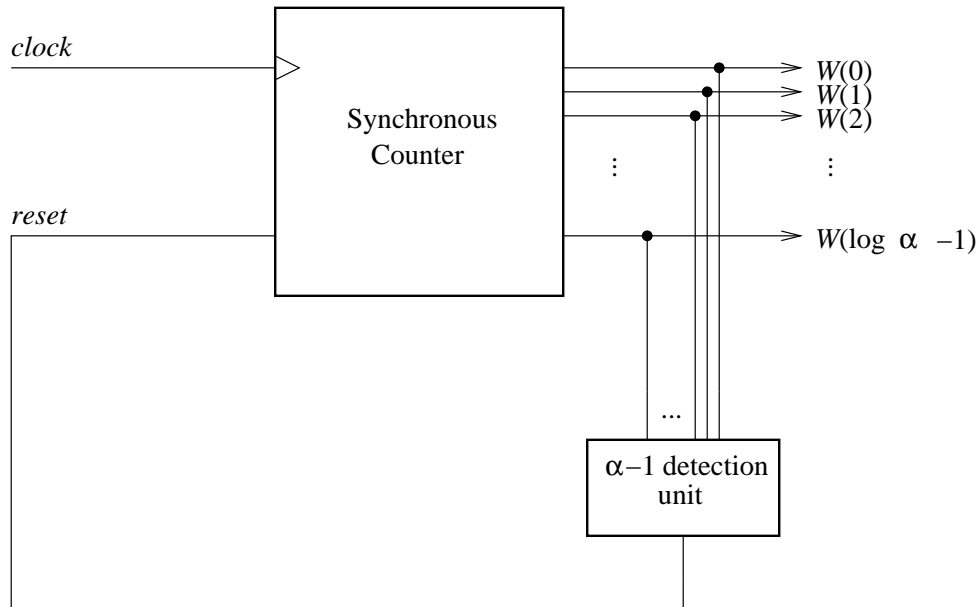 clock
W(0)
W(1)
W(2)
Synchronous
Counter
⋮ ⋮
reset
W(log α −1)
...
α−1 detection
unit